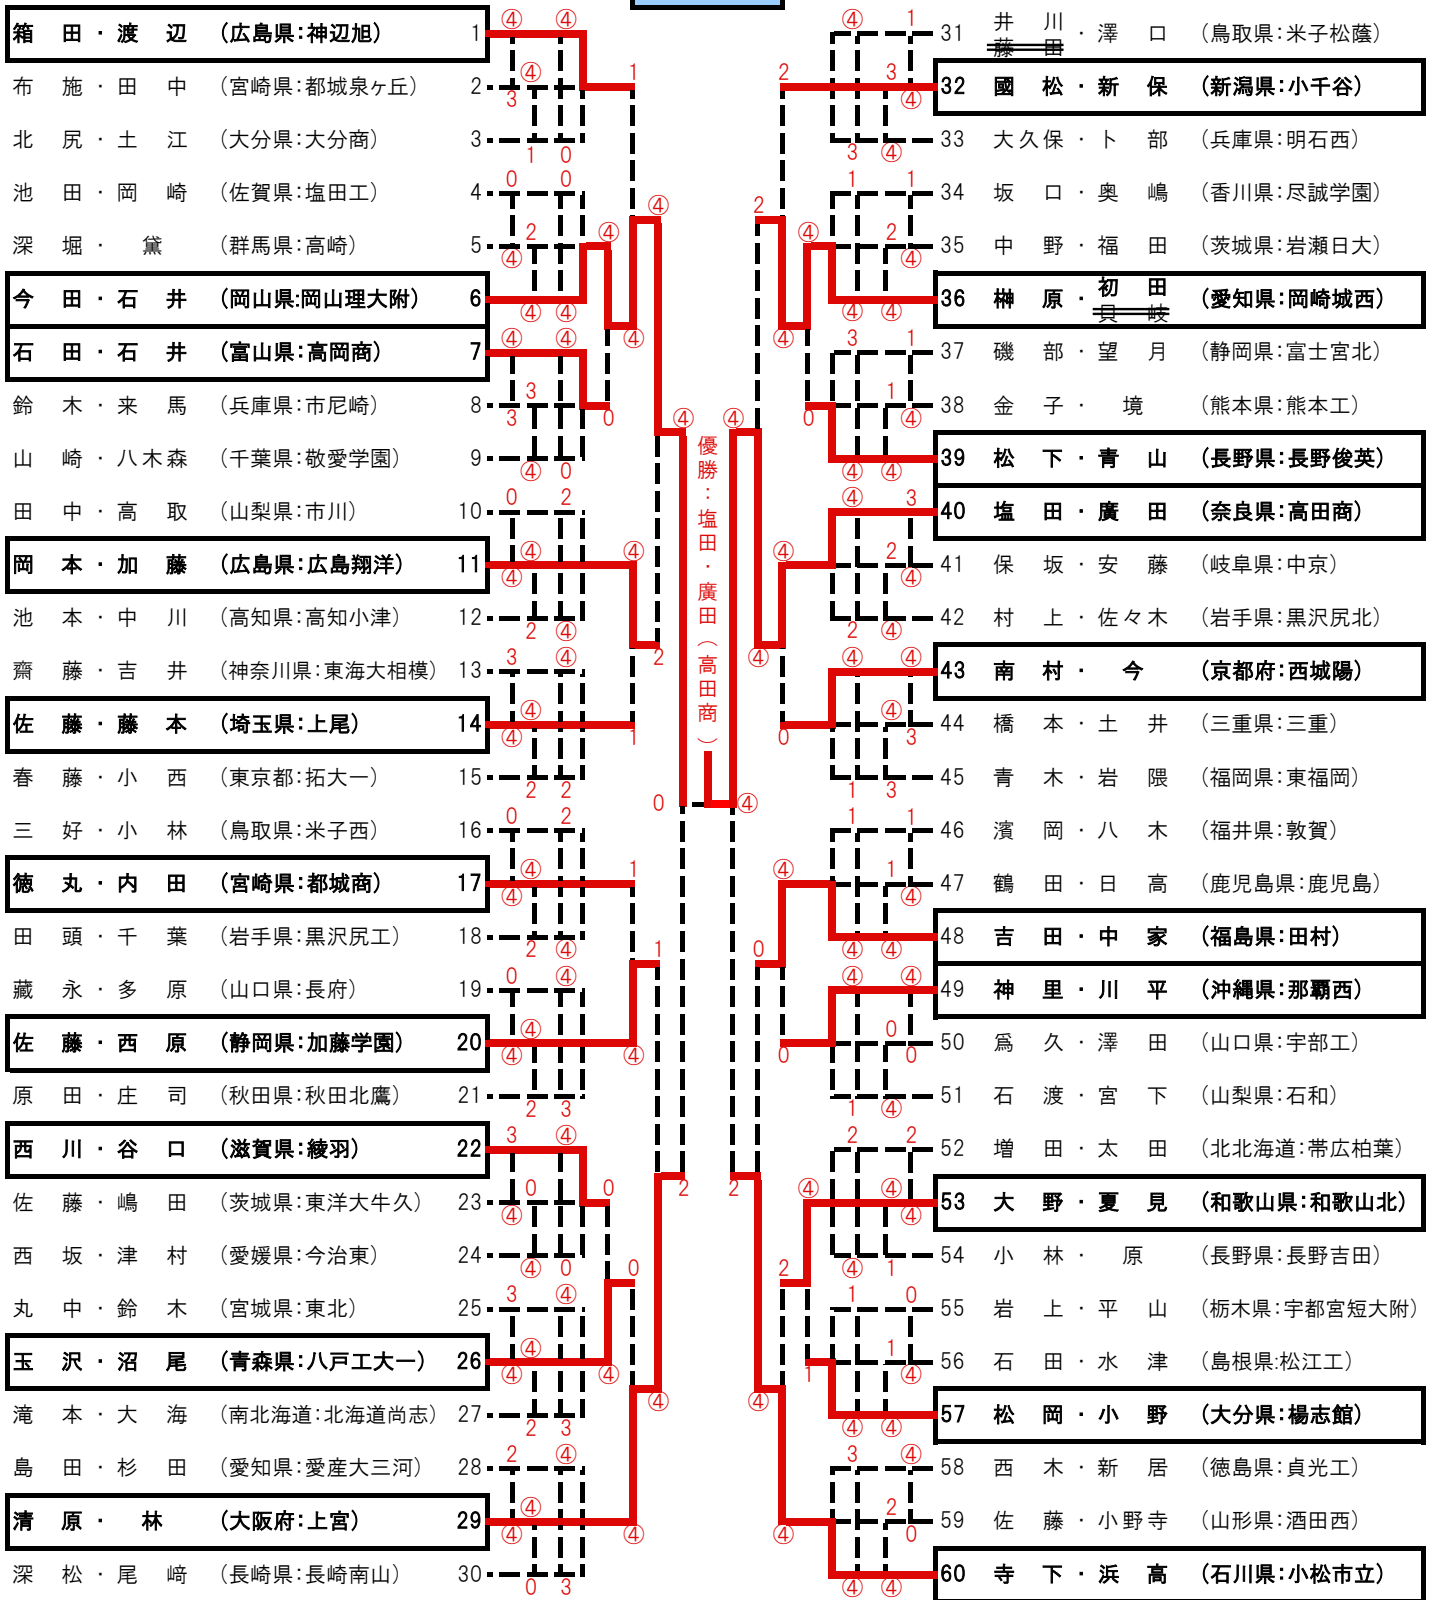 箱田・渡辺 (広島県:神辺旭) 1
布施・田中 (宮崎県:都城泉ヶ丘) 2
北尻・土江 (大分県:大分商) 3
池田・岡崎 (佐賀県:塩田工) 4
深堀・黛 (群馬県:高崎) 5
今田・石井 (岡山県:岡山理大附) 6
石田・石井 (富山県:高岡商) 7
鈴木・来馬 (兵庫県:市尼崎) 8
山崎・八木森 (千葉県:敬愛学園) 9
田中・高取 (山梨県:市川) 10
岡本・加藤 (広島県:広島翔洋) 11
池本・中川 (高知県:高知小津) 12
齋藤・吉井 (神奈川県:東海大相模) 13
佐藤・藤本 (埼玉県:上尾) 14
春藤・小西 (東京都:拓大一) 15
三好・小林 (鳥取県:米子西) 16
徳丸・内田 (宮崎県:都城商) 17
田頭・千葉 (岩手県:黒沢尻工) 18
藏永・多原 (山口県:長府) 19
佐藤・西原 (静岡県:加藤学園) 20
原田・庄司 (秋田県:秋田北鷹) 21
西川・谷口 (滋賀県:綾羽) 22
佐藤・嶋田 (茨城県:東洋大牛久) 23
西坂・津村 (愛媛県:今治東) 24
丸中・鈴木 (宮城県:東北) 25
玉沢・沼尾 (青森県:八戸工大一) 26
滝本・大海 (南北海道:北海道尚志) 27
島田・杉田 (愛知県:愛産大三河) 28
清原・林 (大阪府:上宮) 29
深松・尾﨑 (長崎県:長崎南山) 30
優勝:塩田・廣田(高田商)
31 井川 藤田・澤口 (鳥取県:米子松蔭)
32 國松・新保 (新潟県:小千谷)
33 大久保・卜部 (兵庫県:明石西)
34 坂口・奥嶋 (香川県:尽誠学園)
35 中野・福田 (茨城県:岩瀬日大)
36 榊原・初田 貝岐 (愛知県:岡崎城西)
37 磯部・望月 (静岡県:富士宮北)
38 金子・境 (熊本県:熊本工)
39 松下・青山 (長野県:長野俊英)
40 塩田・廣田 (奈良県:高田商)
41 保坂・安藤 (岐阜県:中京)
42 村上・佐々木 (岩手県:黒沢尻北)
43 南村・今 (京都府:西城陽)
44 橋本・土井 (三重県:三重)
45 青木・岩隈 (福岡県:東福岡)
46 濱岡・八木 (福井県:敦賀)
47 鶴田・日高 (鹿児島県:鹿児島)
48 吉田・中家 (福島県:田村)
49 神里・川平 (沖縄県:那覇西)
50 爲久・澤田 (山口県:宇部工)
51 石渡・宮下 (山梨県:石和)
52 増田・太田 (北北海道:帯広柏葉)
53 大野・夏見 (和歌山県:和歌山北)
54 小林・原 (長野県:長野吉田)
55 岩上・平山 (栃木県:宇都宮短大附)
56 石田・水津 (島根県:松江工)
57 松岡・小野 (大分県:楊志館)
58 西木・新居 (徳島県:貞光工)
59 佐藤・小野寺 (山形県:酒田西)
60 寺下・浜高 (石川県:小松市立)